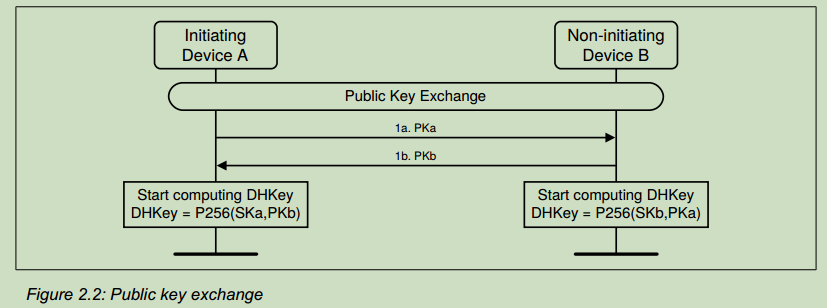 Initiating
Device A
Non-initiating
Device B
Public Key Exchange
1a. PKa
1b. PKb
Start computing DHKey
DHKey = P256(SKa,PKb)
Start computing DHKey
DHKey = P256(SKb,PKa)
Figure 2.2: Public key exchange